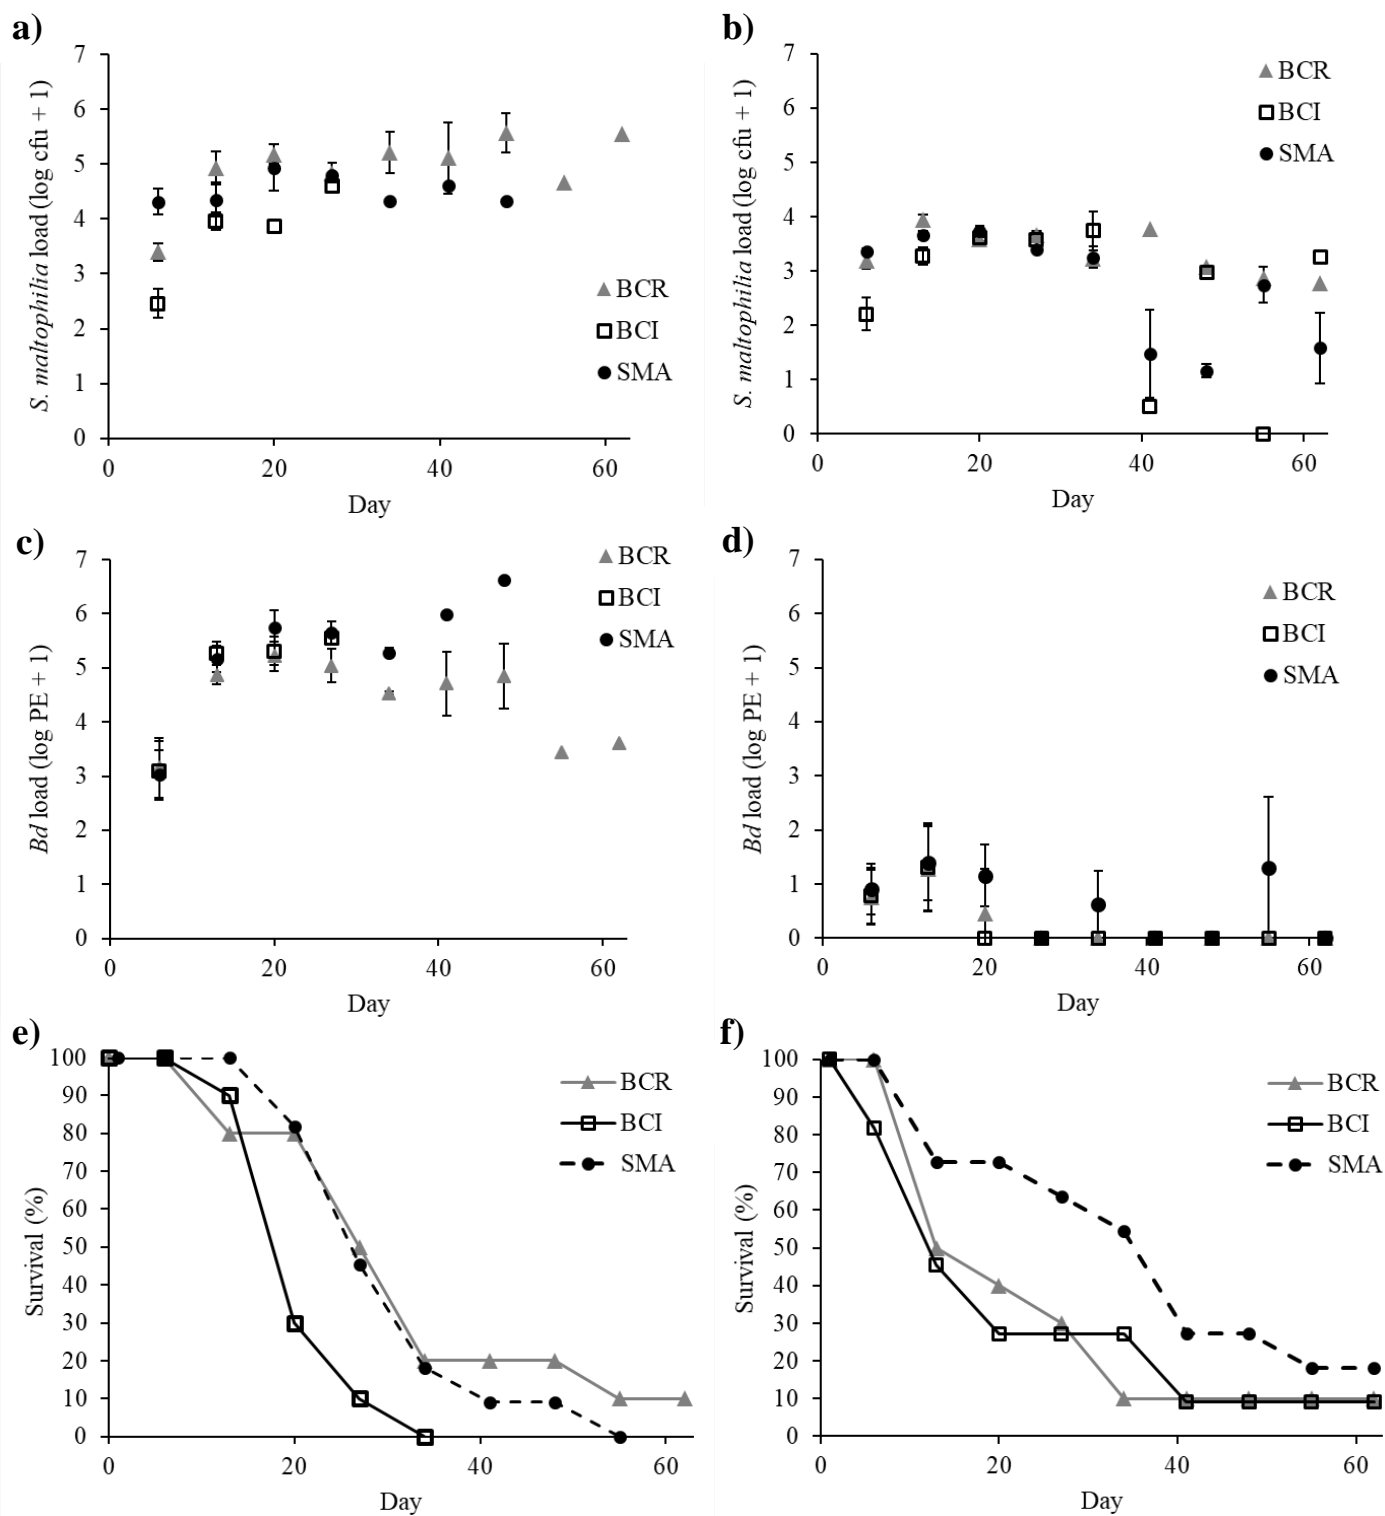 a)
7
6
5
4
3
2
1
0
S. maltophilia load (log cfu + 1)
BCR
BCI
SMA
0 20 40 60
Day
b)
7
6
5
4
3
2
1
0
S. maltophilia load (log cfu + 1)
BCR
BCI
SMA
0 20 40 60
Day
c)
7
6
5
4
3
2
1
0
Bd load (log PE + 1)
BCR
BCI
SMA
0 20 40 60
Day
d)
7
6
5
4
3
2
1
0
Bd load (log PE + 1)
BCR
BCI
SMA
0 20 40 60
Day
e)
100
90
80
70
60
50
40
30
20
10
0
Survival (%)
BCR
BCI
SMA
0 20 40 60
Day
f)
100
90
80
70
60
50
40
30
20
10
0
Survival (%)
BCR
BCI
SMA
0 20 40 60
Day